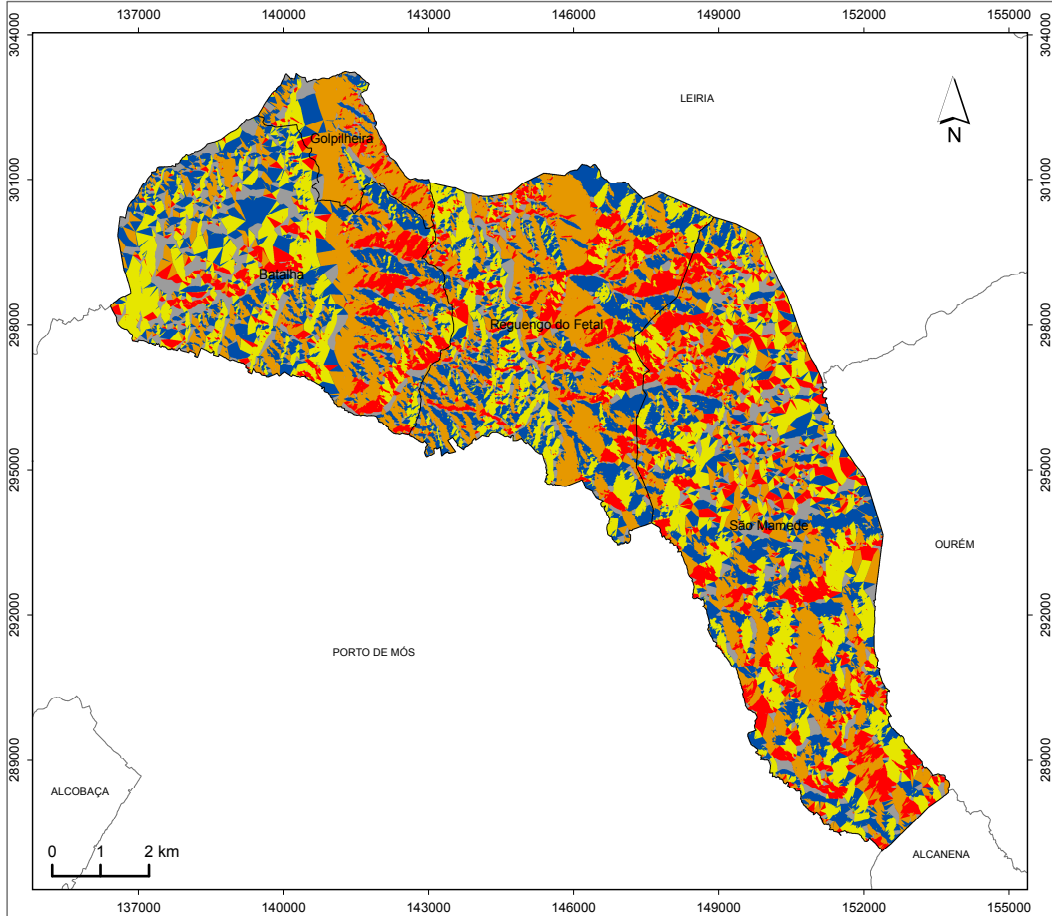 137000 140000 143000 146000 149000 152000 155000
304000 304000
LEIRIA
N
Golpilheira
301000 301000
Batalha
298000 298000
Reguengo do Fetal
295000 295000
São Mamede
OURÉM
292000 292000
PORTO DE MÓS
289000 289000
ALCOBAÇA
0 1 2 km
ALCANENA
137000 140000 143000 146000 149000 152000 155000